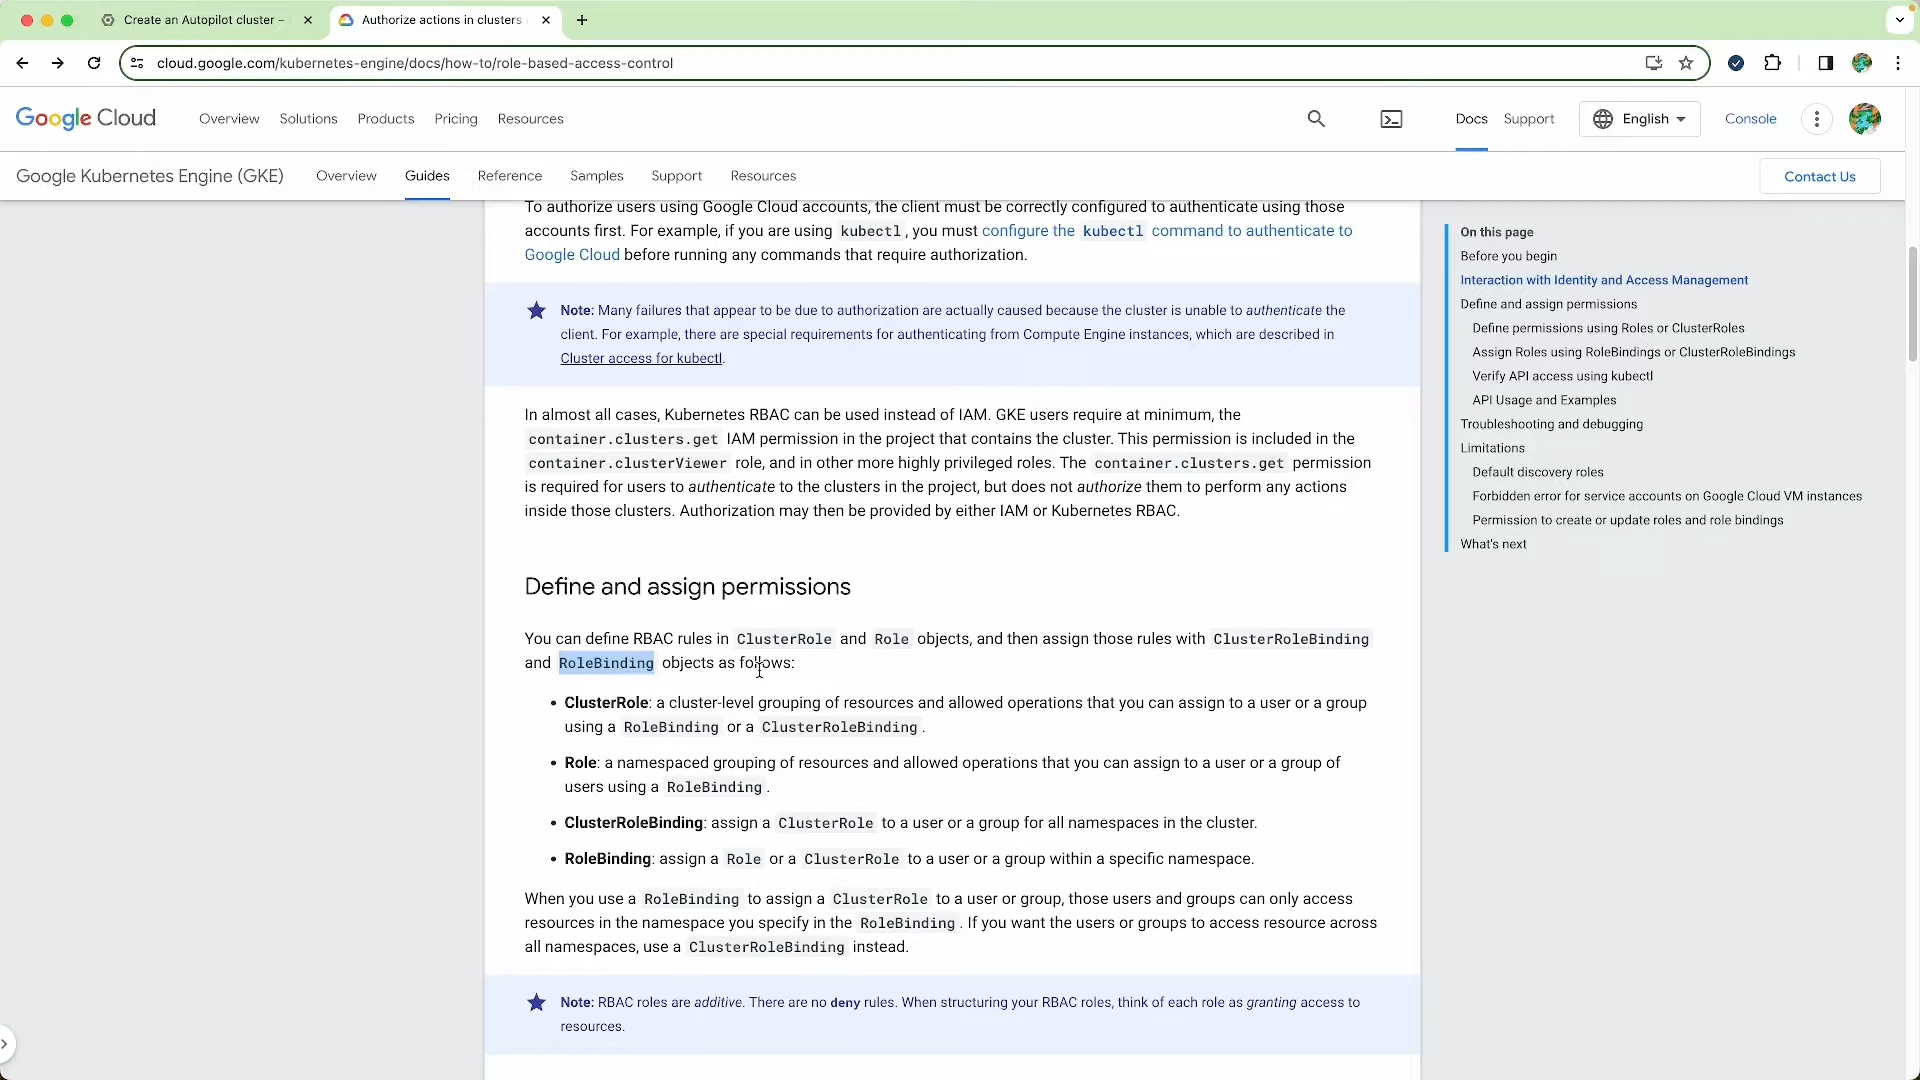 Create an Autopilot cluster –
Authorize actions in clusters
cloud.google.com/kubernetes-engine/docs/how-to/role-based-access-control
Google Cloud
Overview
Solutions
Products
Pricing
Resources
Docs
Support
English
Console
Google Kubernetes Engine (GKE)
Overview
Guides
Reference
Samples
Support
Resources
Contact Us
To authorize users using Google Cloud accounts, the client must be correctly configured to authenticate using those
accounts first. For example, if you are using kubectl, you must configure the kubectl command to authenticate to
Google Cloud before running any commands that require authorization.
Note: Many failures that appear to be due to authorization are actually caused because the cluster is unable to authenticate the
client. For example, there are special requirements for authenticating from Compute Engine instances, which are described in
Cluster access for kubectl.
In almost all cases, Kubernetes RBAC can be used instead of IAM. GKE users require at minimum, the
container.clusters.get IAM permission in the project that contains the cluster. This permission is included in the
container.clusterViewer role, and in other more highly privileged roles. The container.clusters.get permission
is required for users to authenticate to the clusters in the project, but does not authorize them to perform any actions
inside those clusters. Authorization may then be provided by either IAM or Kubernetes RBAC.
Define and assign permissions
You can define RBAC rules in ClusterRole and Role objects, and then assign those rules with ClusterRoleBinding
and RoleBinding objects as follows:
• ClusterRole: a cluster-level grouping of resources and allowed operations that you can assign to a user or a group
using a RoleBinding or a ClusterRoleBinding.
• Role: a namespaced grouping of resources and allowed operations that you can assign to a user or a group of
users using a RoleBinding.
• ClusterRoleBinding: assign a ClusterRole to a user or a group for all namespaces in the cluster.
• RoleBinding: assign a Role or a ClusterRole to a user or a group within a specific namespace.
When you use a RoleBinding to assign a ClusterRole to a user or group, those users and groups can only access
resources in the namespace you specify in the RoleBinding. If you want the users or groups to access resource across
all namespaces, use a ClusterRoleBinding instead.
Note: RBAC roles are additive. There are no deny rules. When structuring your RBAC roles, think of each role as granting access to
resources.
On this page
Before you begin
Interaction with Identity and Access Management
Define and assign permissions
Define permissions using Roles or ClusterRoles
Assign Roles using RoleBindings or ClusterRoleBindings
Verify API access using kubectl
API Usage and Examples
Troubleshooting and debugging
Limitations
Default discovery roles
Forbidden error for service accounts on Google Cloud VM instances
Permission to create or update roles and role bindings
What's next